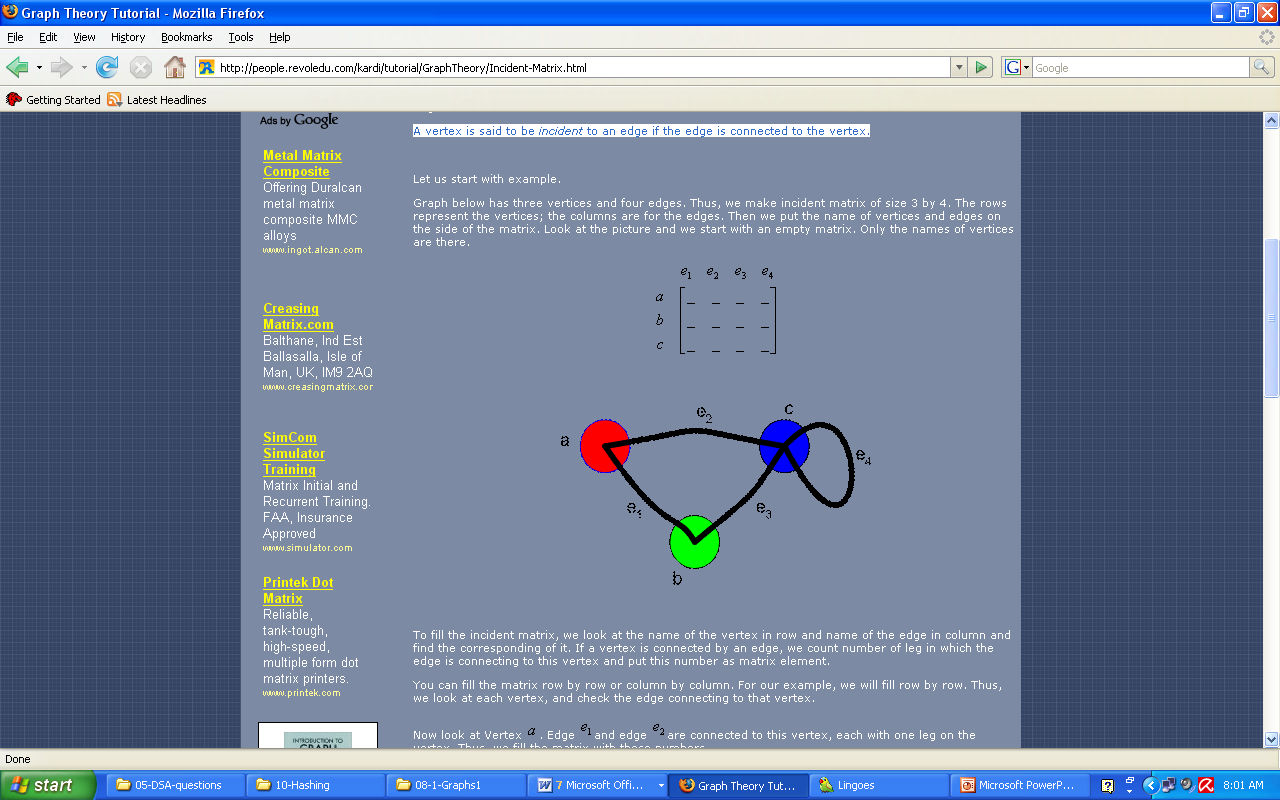 Graph Theory Tutorial - Mozilla Firefox
File Edit View History Bookmarks Tools Help
http://people.revoledu.com/kardi/tutorial/GraphTheory/Incident-Matrix.html
G Google
Getting Started Latest Headlines
Ads by Google
Metal Matrix
Composite
Offering Duralcan
metal matrix
composite MMC
alloys
www.ingot.alcan.com
Creasing
Matrix.com
Balthane, Ind Est
Ballasalla, Isle of
Man, UK, IM9 2AQ
www.creasingmatrix.cor
SimCom
Simulator
Training
Matrix Initial and
Recurrent Training.
FAA, Insurance
Approved
www.simulator.com
Printek Dot
Matrix
Reliable,
tank-tough,
high-speed,
multiple form dot
matrix printers.
www.printek.com
INTRODUCTION TO
A vertex is said to be incident to an edge if the edge is connected to the vertex.
Let us start with example.
Graph below has three vertices and four edges. Thus, we make incident matrix of size 3 by 4. The rows
represent the vertices; the columns are for the edges. Then we put the name of vertices and edges on
the side of the matrix. Look at the picture and we start with an empty matrix. Only the names of vertices
are there.
e1 e2 e3 e4
a _ _ _ _
b _ _ _ _
c _ _ _ _
e2
c
a
e4
e1
e3
b
To fill the incident matrix, we look at the name of the vertex in row and name of the edge in column and
find the corresponding of it. If a vertex is connected by an edge, we count number of leg in which the
edge is connecting to this vertex and put this number as matrix element.
You can fill the matrix row by row or column by column. For our example, we will fill row by row. Thus,
we look at each vertex, and check the edge connecting to that vertex.
Now look at Vertex a . Edge e1 and edge e2 are connected to this vertex, each with one leg on the
vertex. Thus, we fill the matrix with these numbers
Done
start 05-DSA-questions 10-Hashing 08-1-Graphs1 7 Microsoft Offi... Graph Theory Tut... Lingoes Microsoft PowerP... 8:01 AM